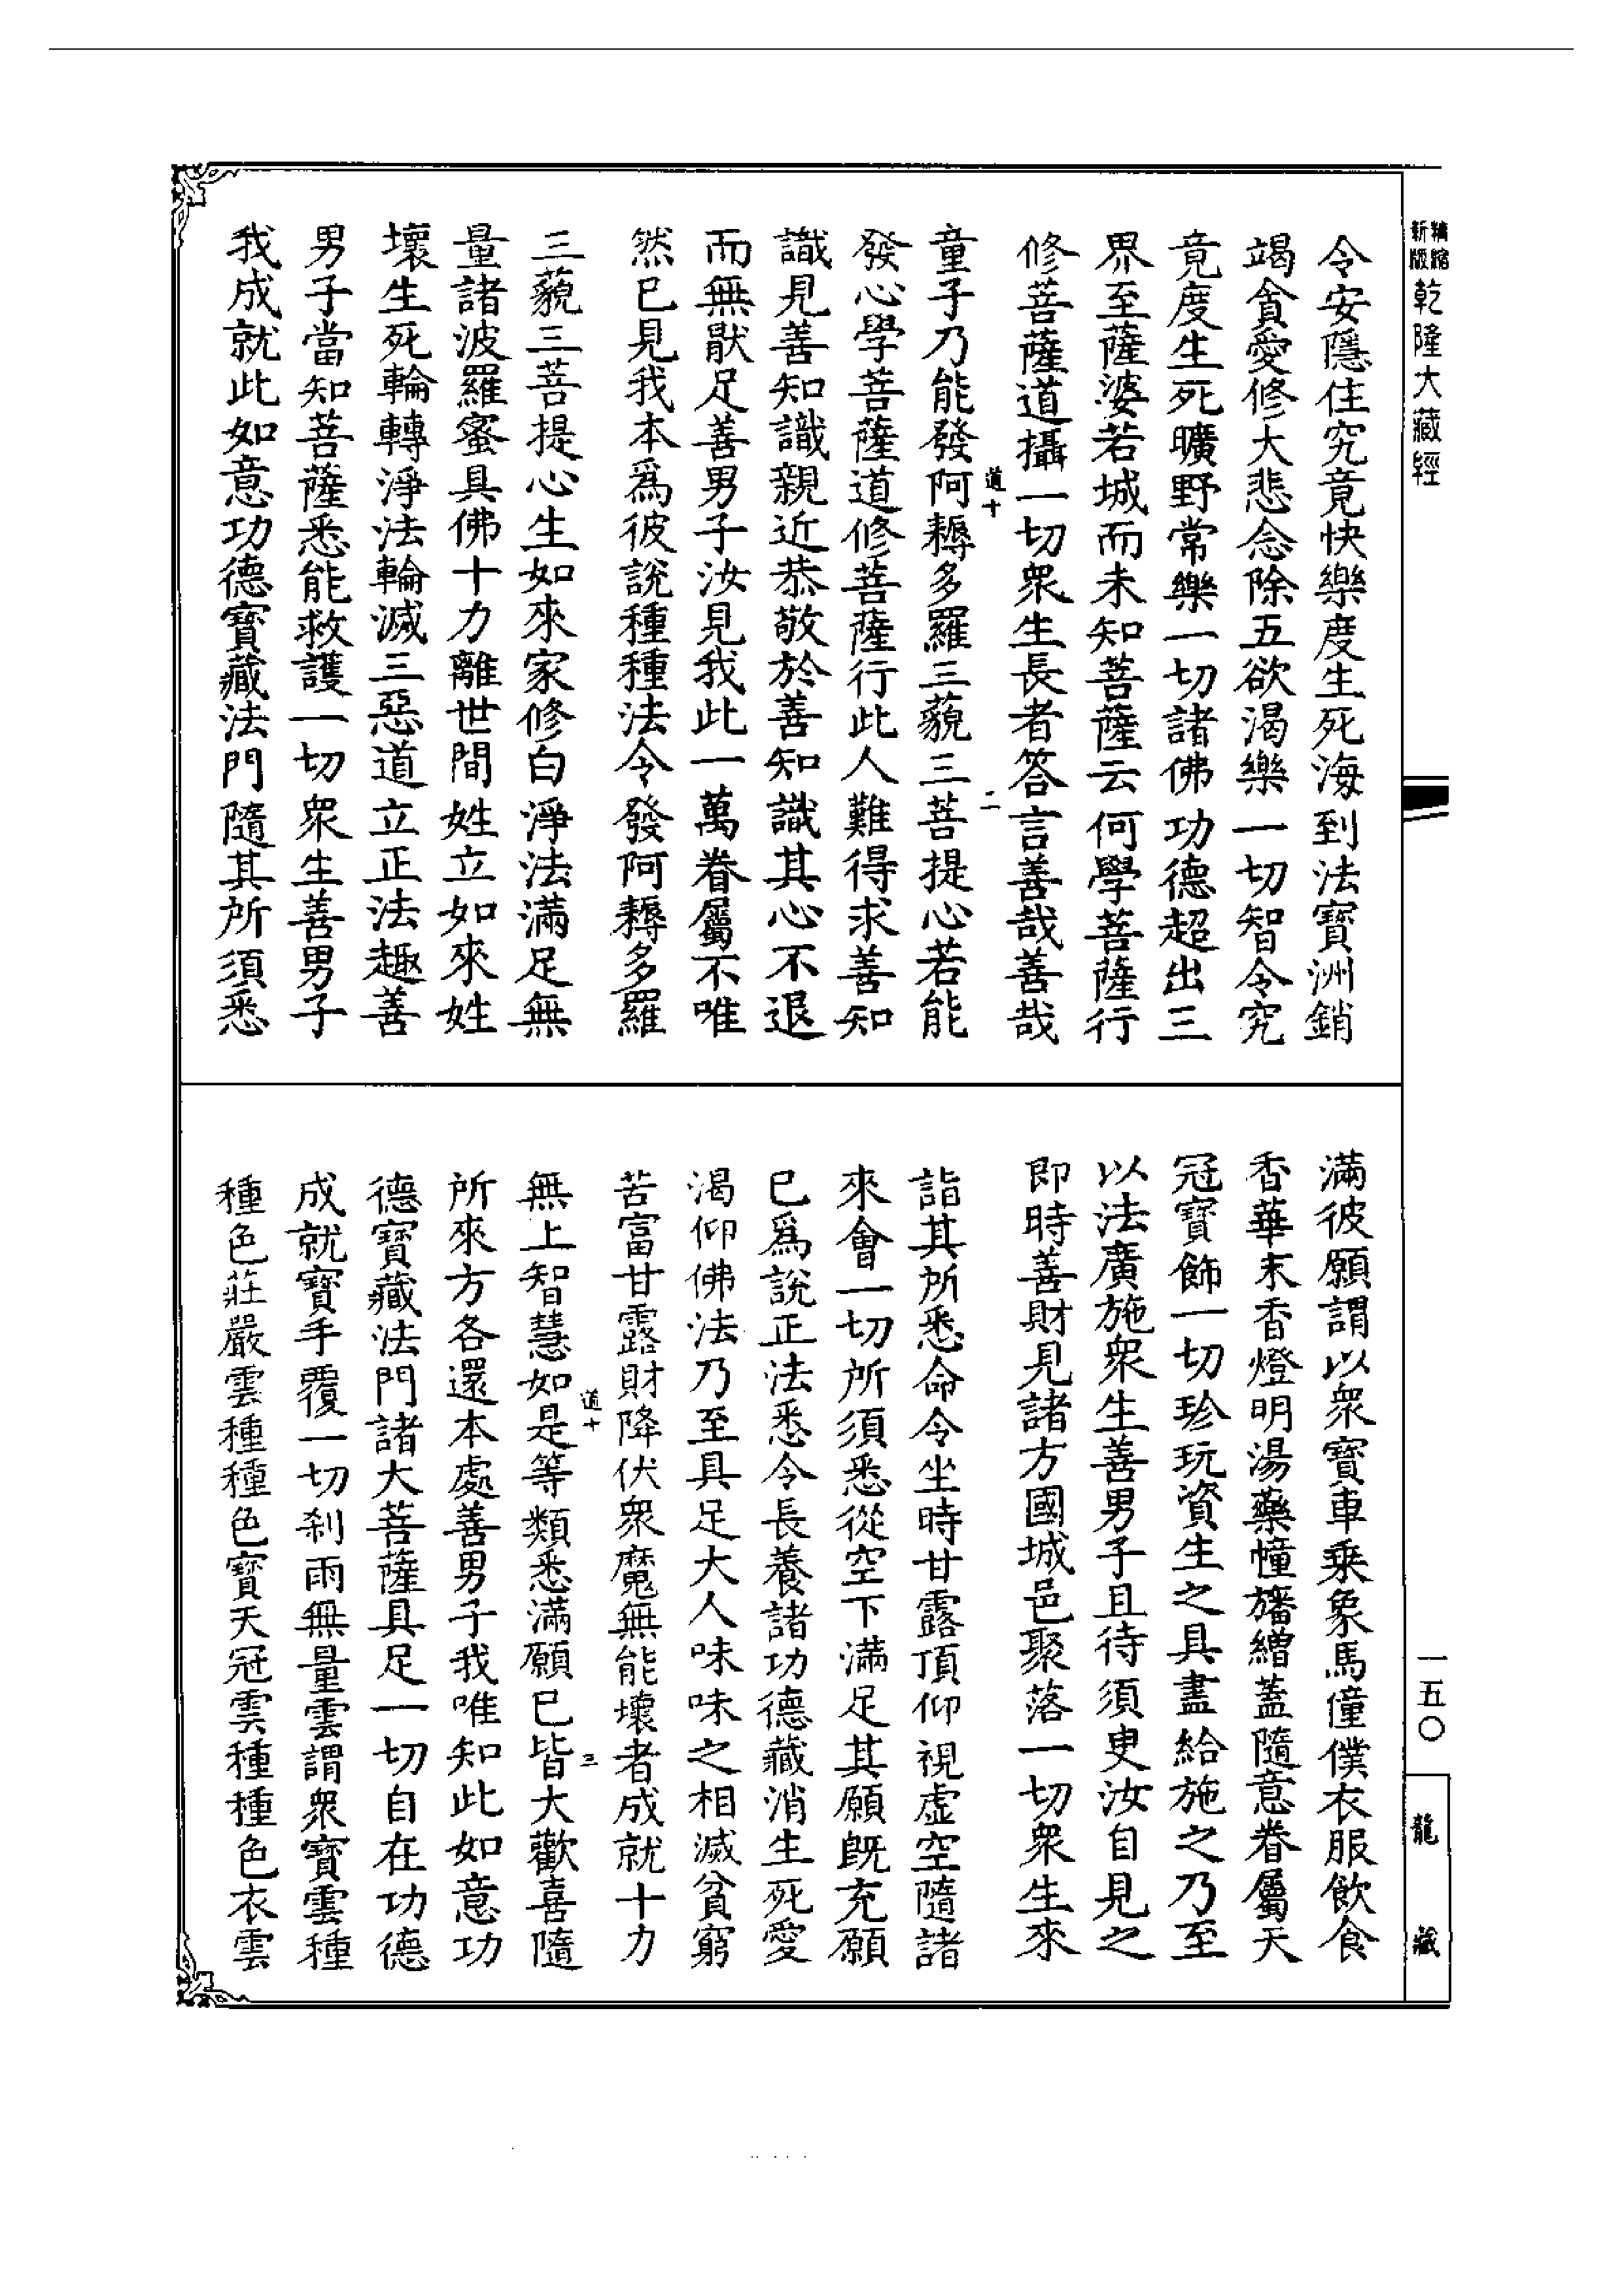 新版精縮
乾隆大藏經
令安隱住究竟快樂度生死海到法寶洲銷
竭貪愛修大悲念除五欲渴樂一切智令究
竟度生死曠野常樂一切諸佛功德超出三
界至薩婆若城而未知菩薩云何學菩薩行
修菩薩道攝一切衆生長者答言善哉善哉
道十
二
童子乃能發阿耨多羅三藐三菩提心若能
發心學菩薩道修菩薩行此人難得求善知
識見善知識親近恭敬於善知識其心不退
而無猒足善男子汝見我此一萬眷屬不唯
然已見我本爲彼說種種法令發阿耨多羅
三藐三菩提心生如來家修白淨法滿足無
量諸波羅蜜具佛十力離世間姓立如來姓
壞生死輪轉淨法輪滅三惡道立正法趣善
男子當知菩薩悉能救護一切衆生善男子
我成就此如意功德寶藏法門隨其所須悉
一五〇
龍藏
滿彼願謂以衆寶車乘象馬僮僕衣服飲食
香華末香燈明湯藥幢旛繒蓋隨意眷屬天
冠寶飾一切珍玩資生之具盡給施之乃至
以法廣施衆生善男子且待須臾汝自見之
即時善財見諸方國城邑聚落一切衆生來
詣其所悉命令坐時甘露頂仰視虛空隨諸
來會一切所須悉從空下滿足其願旣充願
已爲說正法悉令長養諸功德藏消生死愛
渴仰佛法乃至具足大人味味之相滅貧窮
苦富甘露財降伏衆魔無能壞者成就十力
道十
三
無上智慧如是等類悉滿願已皆大歡喜隨
所來方各還本處善男子我唯知此如意功
德寶藏法門諸大菩薩具足一切自在功德
成就寶手覆一切刹雨無量雲謂衆寶雲種
種色莊嚴雲種種色寶天冠雲種種色衣雲